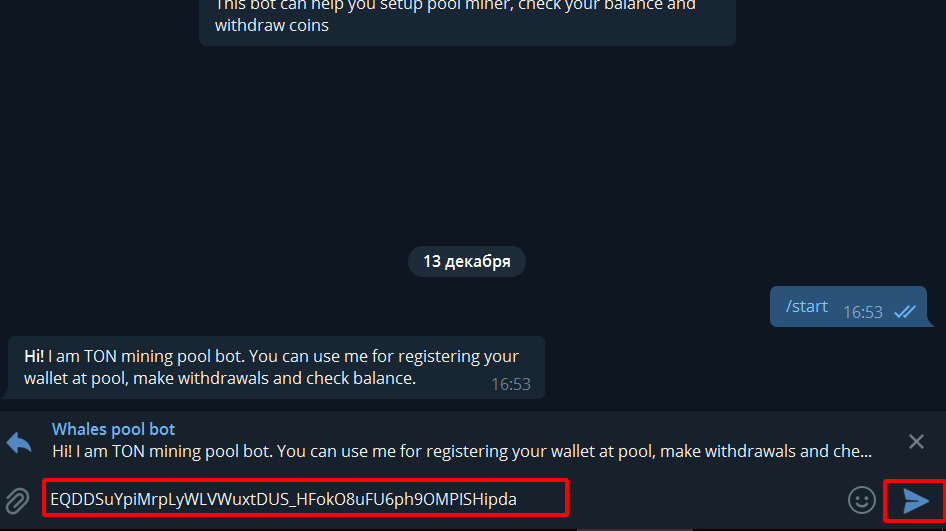 This bot can help you setup pool miner, check your balance and
withdraw coins
13 декабря
/start 16:53
Hi! I am TON mining pool bot. You can use me for registering your
wallet at pool, make withdrawals and check balance. 16:53
Whales pool bot
Hi! I am TON mining pool bot. You can use me for registering your wallet at pool, make withdrawals and che...
EQDDSuYpiMrpLyWLVWuxtDUS_HFokO8uFU6ph9OMPISHipda